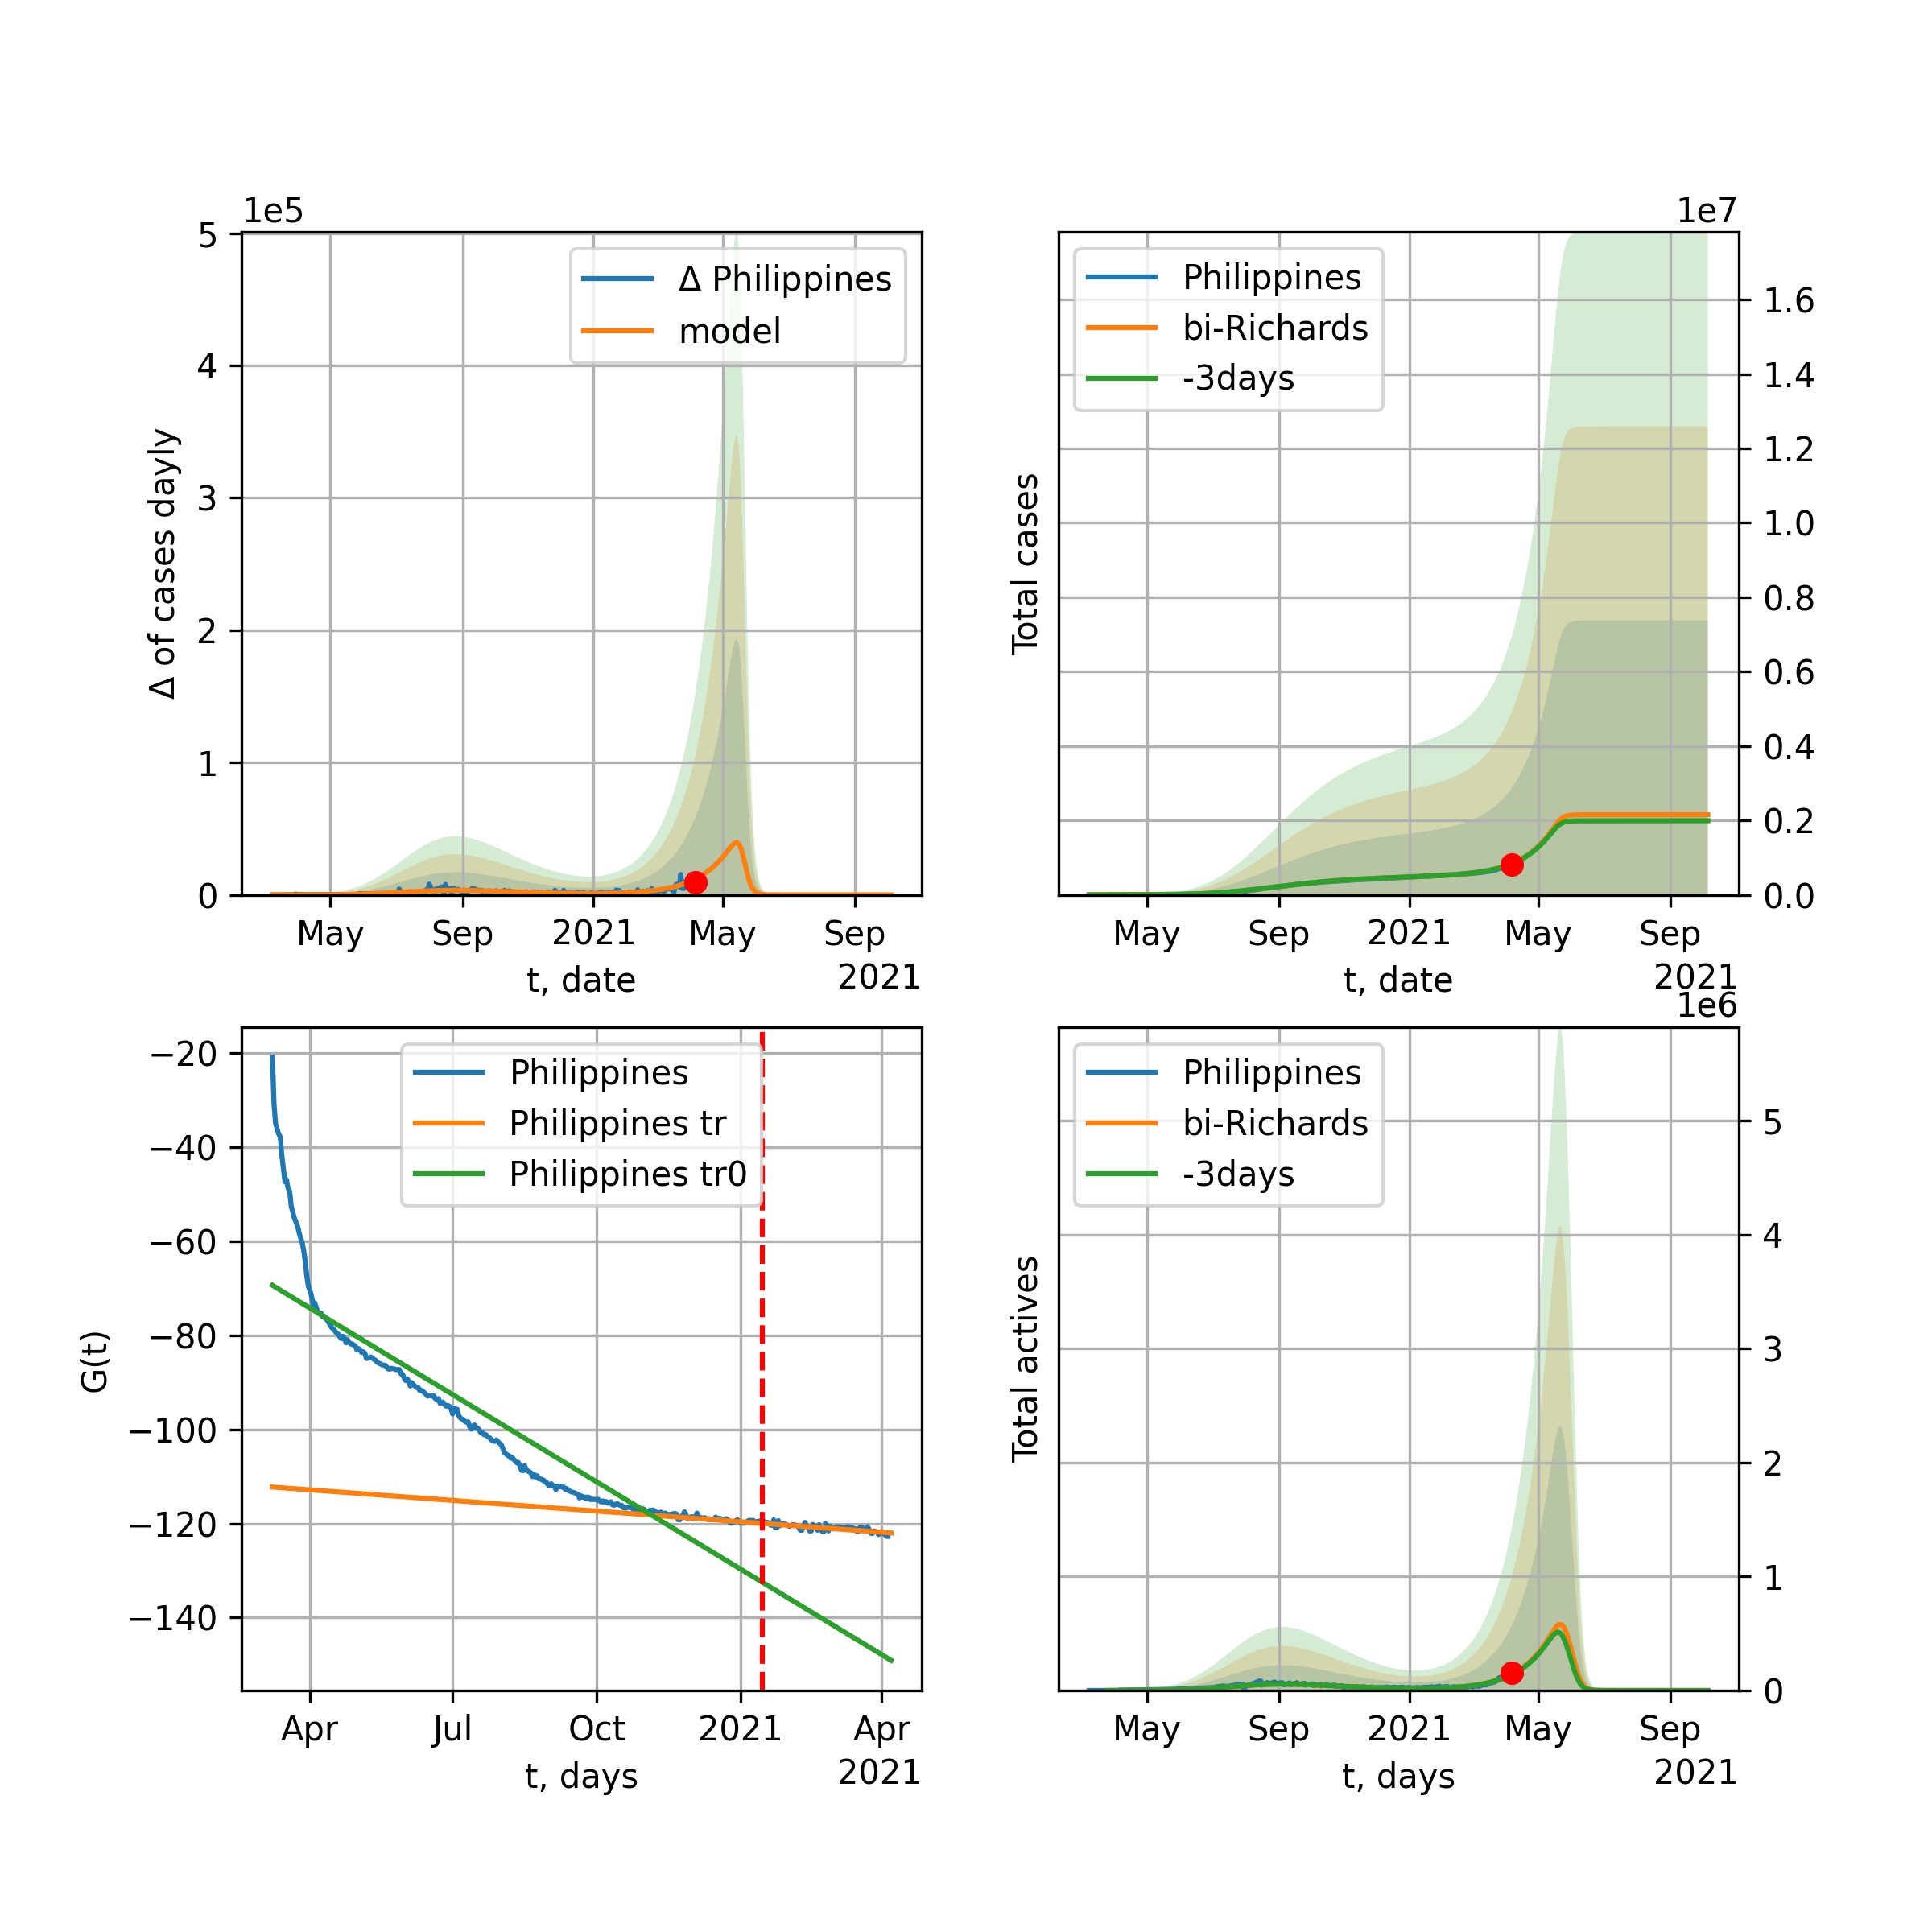 1e5
5
4
3
2
1
0
Δ of cases dayly
Δ Philippines
model
May Sep 2021 May Sep
t, date
2021
1e7
Philippines
bi-Richards
-3days
Total cases
1.6
1.4
1.2
1.0
0.8
0.6
0.4
0.2
0.0
May Sep 2021 May Sep
t, date
2021
−20
−40
−60
−80
−100
−120
−140
G(t)
Philippines
Philippines tr
Philippines tr0
Apr Jul Oct 2021 Apr
t, days
2021
1e6
Philippines
bi-Richards
-3days
Total actives
5
4
3
2
1
0
May Sep 2021 May Sep
t, days
2021